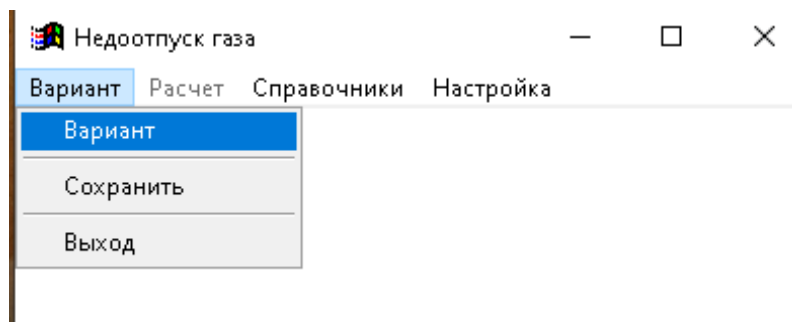 Недоотпуск газа
Вариант Расчет Справочники Настройка
Вариант
Сохранить
Выход